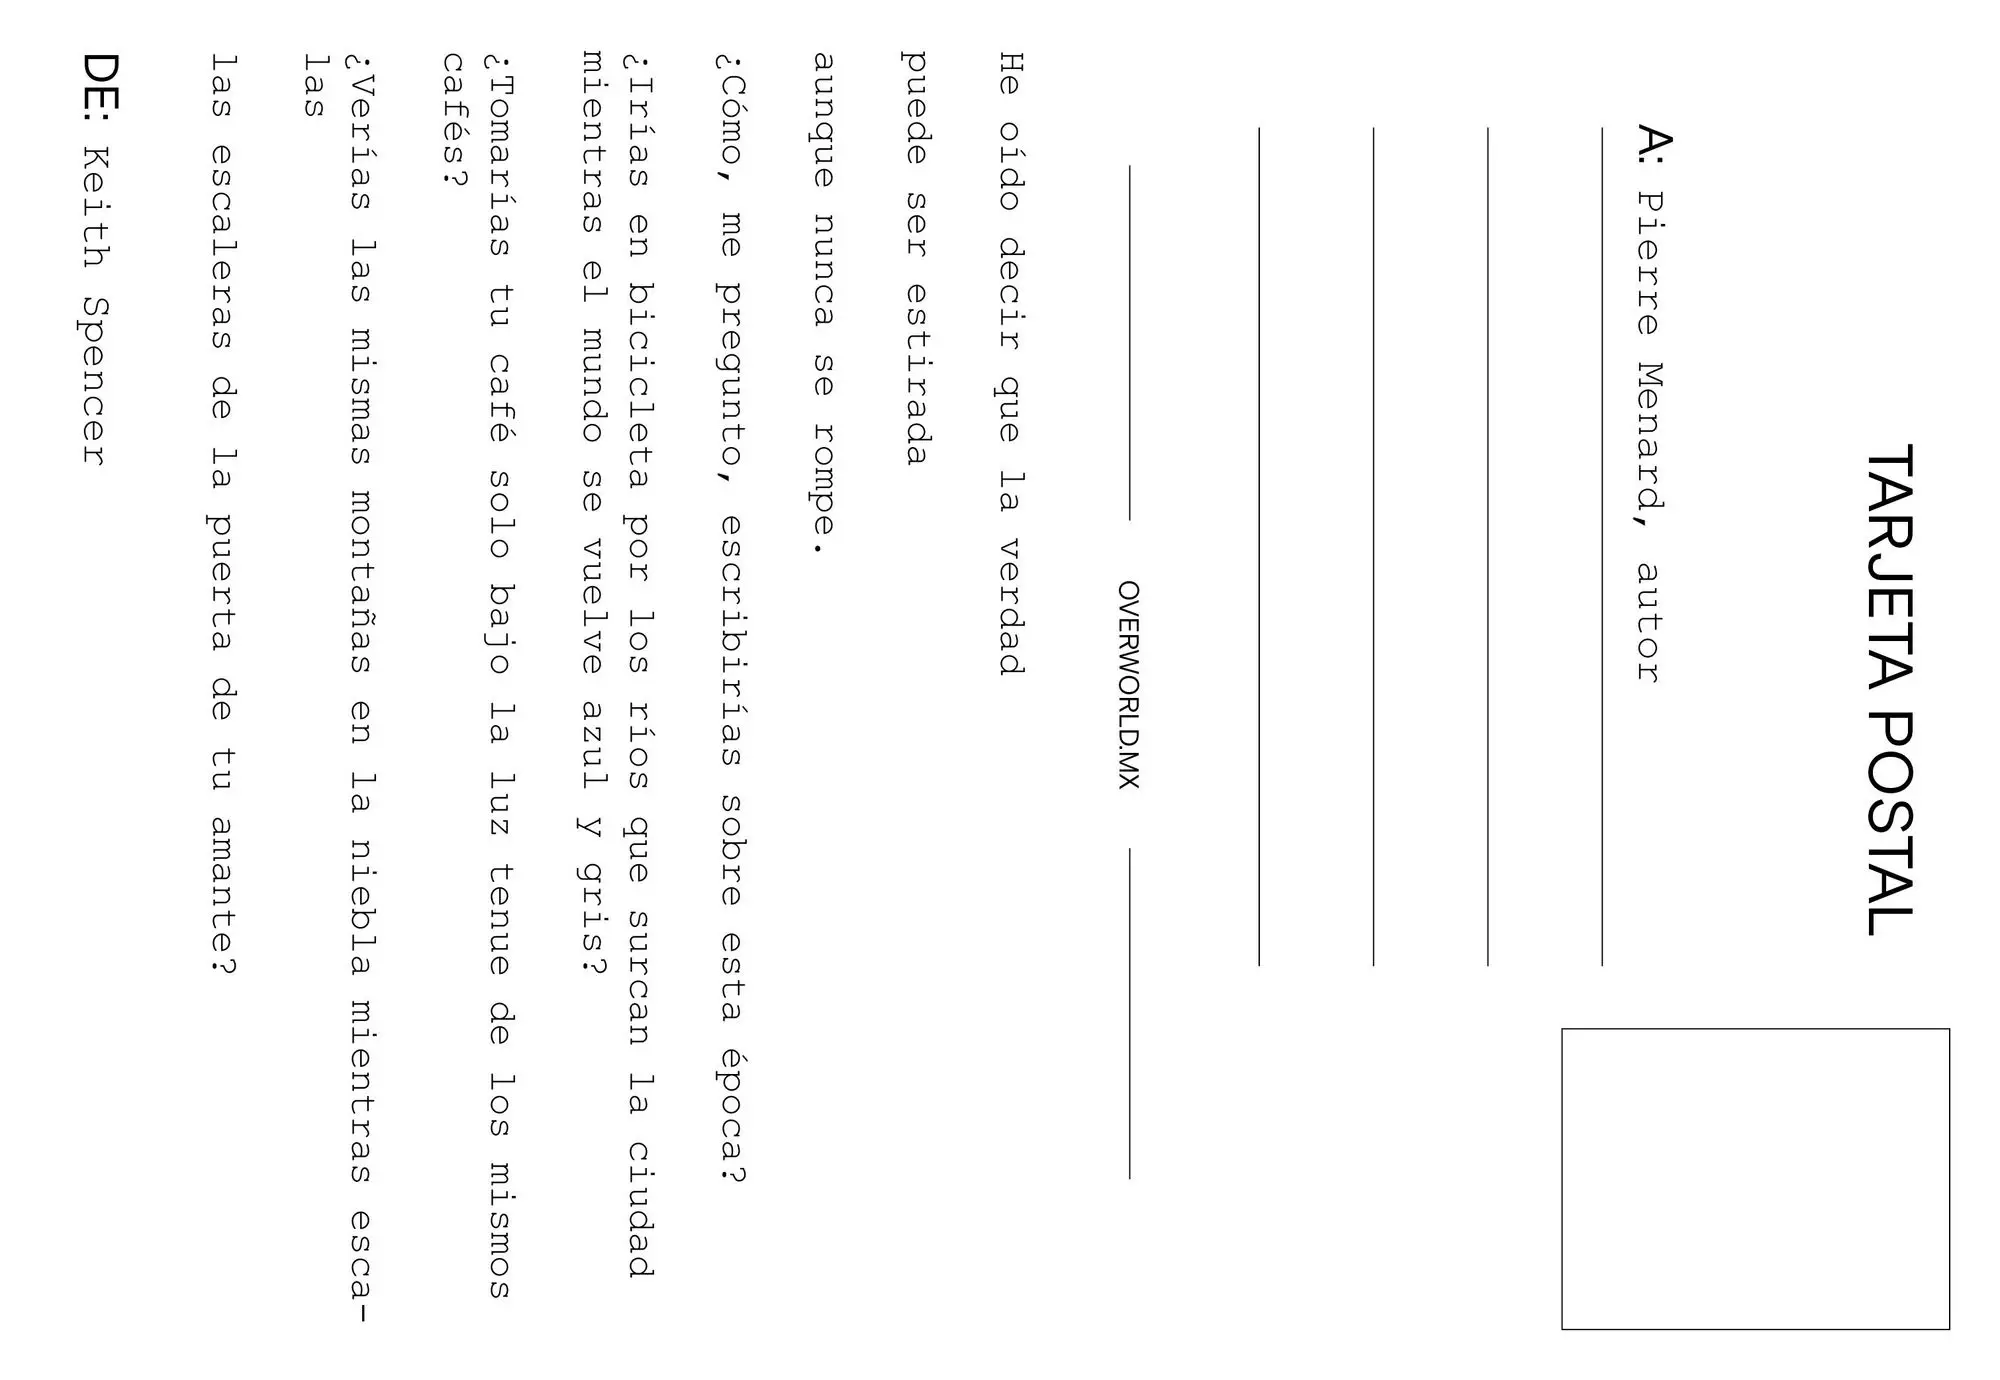 TARJETA POSTAL
A: Pierre Menard, autor
OVERWORLD.MX
He oído decir que la verdad
puede ser estirada
aunque nunca se rompe.
¿Cómo, me pregunto, escribirías sobre esta época?
¿Irías en bicicleta por los ríos que surcan la ciudad
mientras el mundo se vuelve azul y gris?
¿Tomarías tu café solo bajo la luz tenue de los mismos
cafés?
¿Verías las mismas montañas en la niebla mientras esca-
las
las escaleras de la puerta de tu amante?
DE: Keith Spencer